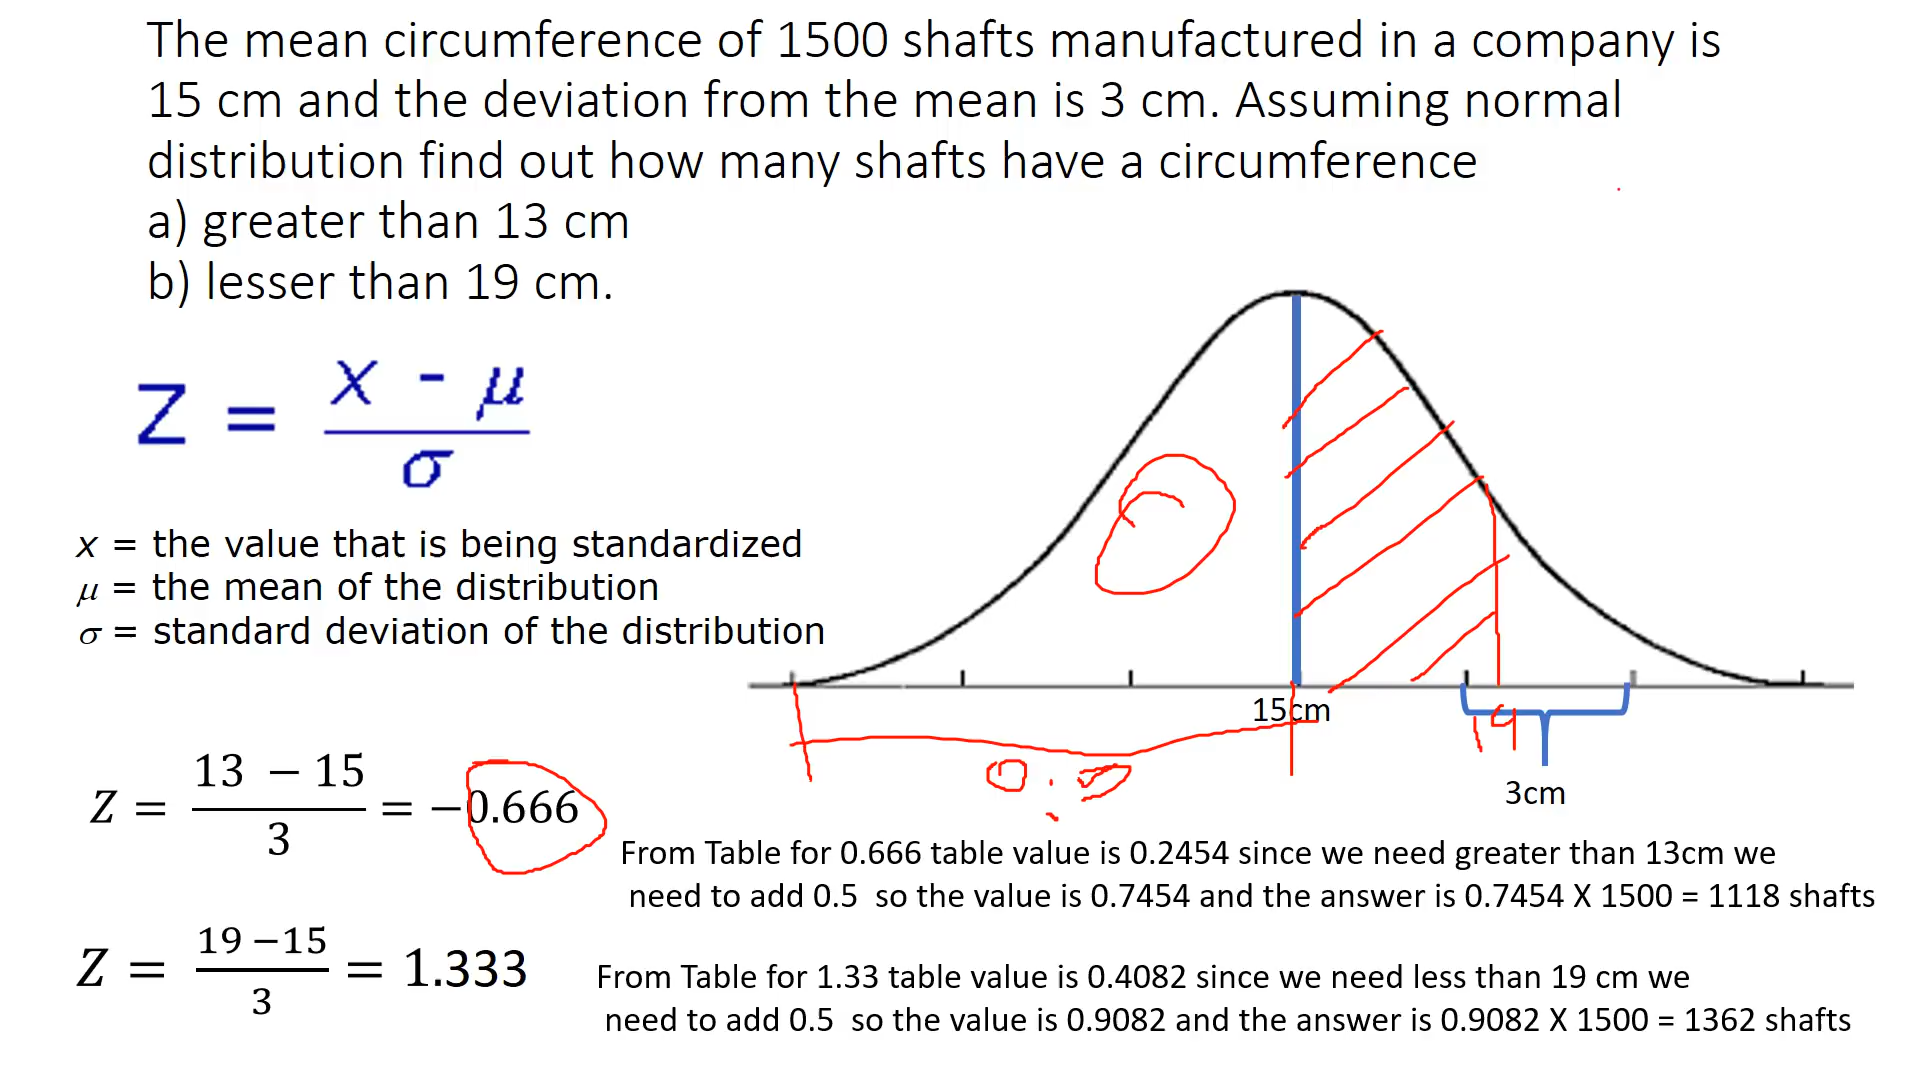 The mean circumference of 1500 shafts manufactured in a company is
15 cm and the deviation from the mean is 3 cm. Assuming normal
distribution find out how many shafts have a circumference
a) greater than 13 cm
b) lesser than 19 cm.
Z = x - μ / σ
x = the value that is being standardized
μ = the mean of the distribution
σ = standard deviation of the distribution
15cm
19
3cm
0.5
Z = 13 − 15 / 3 = −0.666
From Table for 0.666 table value is 0.2454 since we need greater than 13cm we
need to add 0.5 so the value is 0.7454 and the answer is 0.7454 X 1500 = 1118 shafts
Z = 19 −15 / 3 = 1.333
From Table for 1.33 table value is 0.4082 since we need less than 19 cm we
need to add 0.5 so the value is 0.9082 and the answer is 0.9082 X 1500 = 1362 shafts